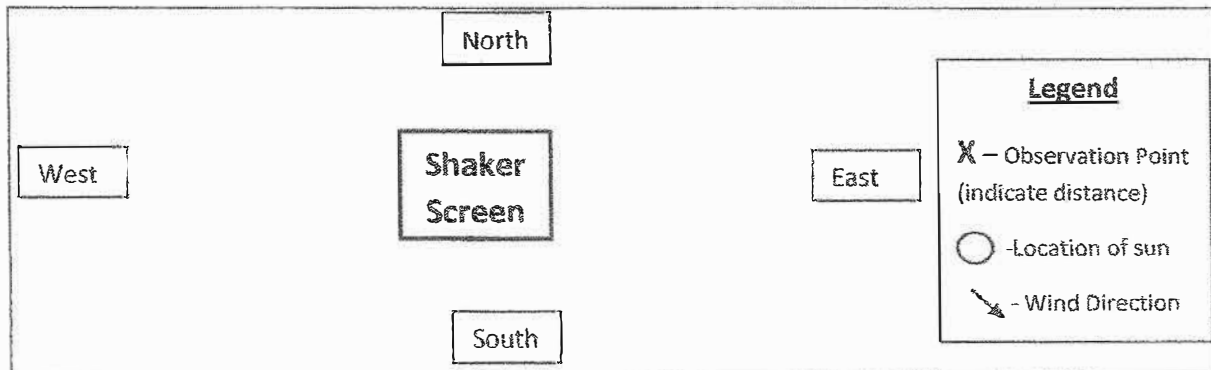 North
West
Shaker
Screen
East
South
Legend
X – Observation Point
(indicate distance)
-Location of sun
- Wind Direction